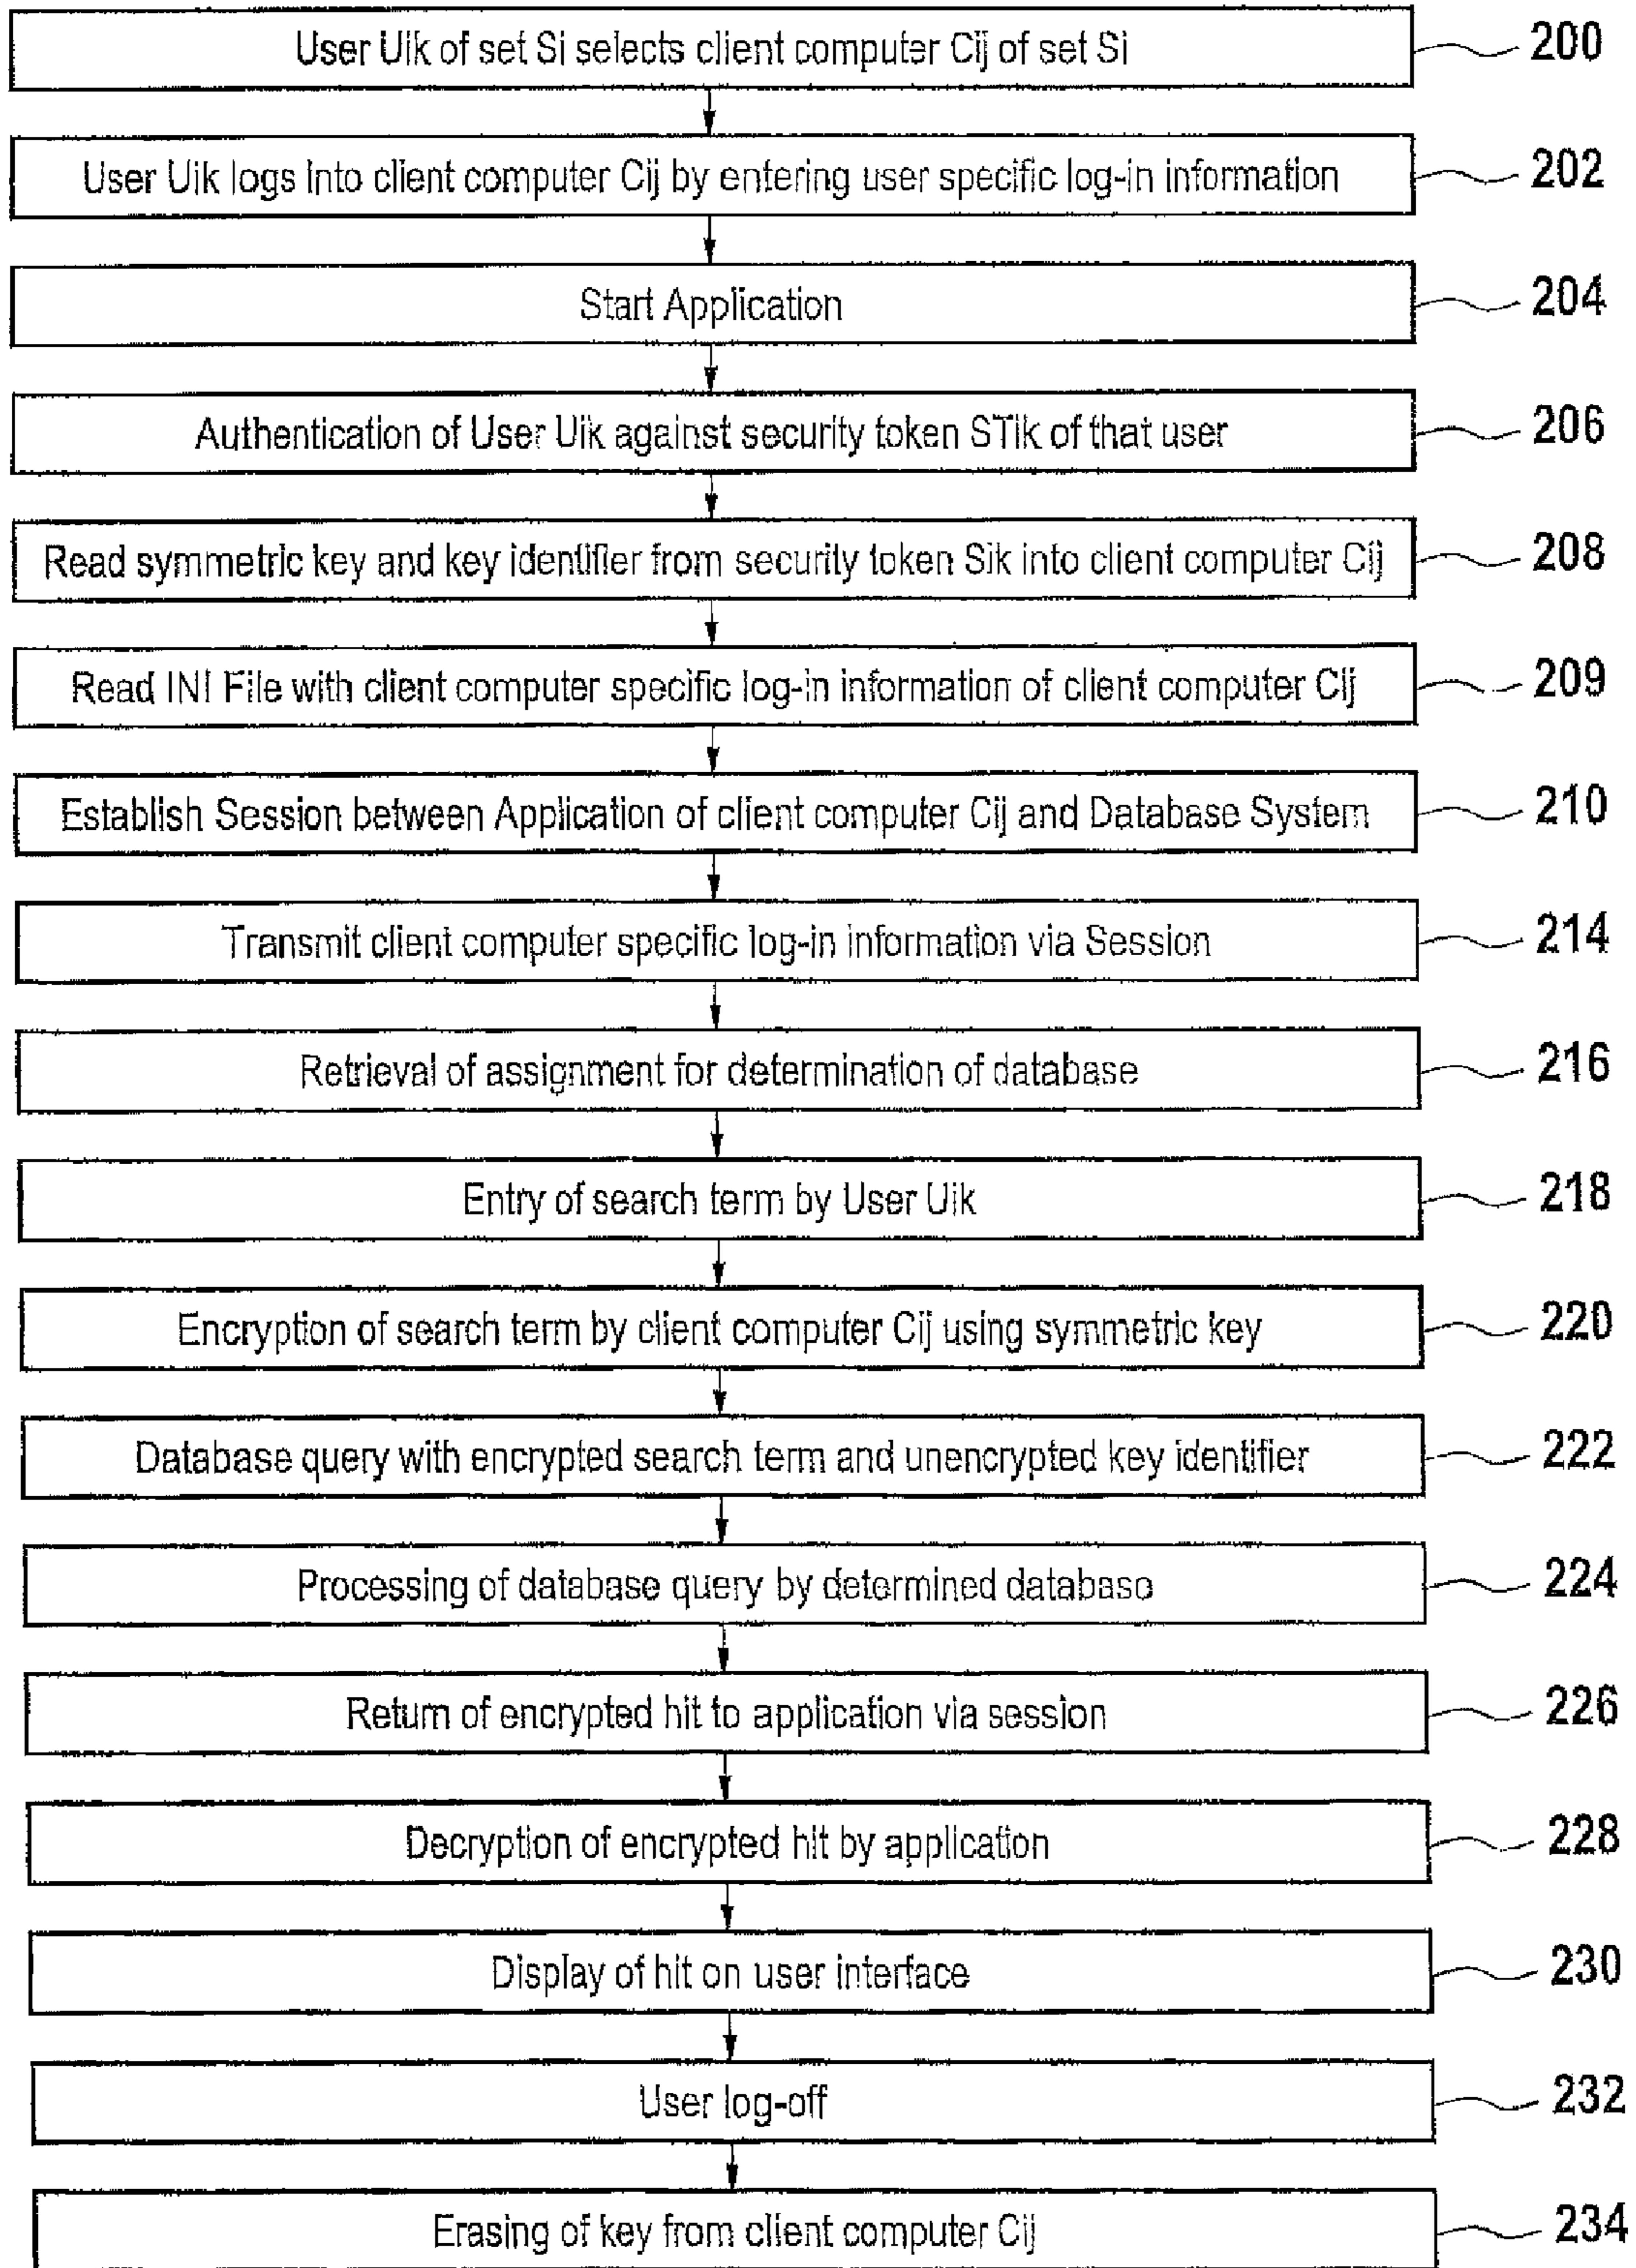 User Uik of set Si selects client computer Cij of set Si 200
User Uik logs into client computer Cij by entering user specific log-in information 202
Start Application 204
Authentication of User Uik against security token STik of that user 206
Read symmetric key and key identifier from security token Sik into client computer Cij 208
Read INI File with client computer specific log-in information of client computer Cij 209
Establish Session between Application of client computer Cij and Database System 210
Transmit client computer specific log-in information via Session 214
Retrieval of assignment for determination of database 216
Entry of search term by User Uik 218
Encryption of search term by client computer Cij using symmetric key 220
Database query with encrypted search term and unencrypted key identifier 222
Processing of database query by determined database 224
Return of encrypted hit to application via session 226
Decryption of encrypted hit by application 228
Display of hit on user interface 230
User log-off 232
Erasing of key from client computer Cij 234